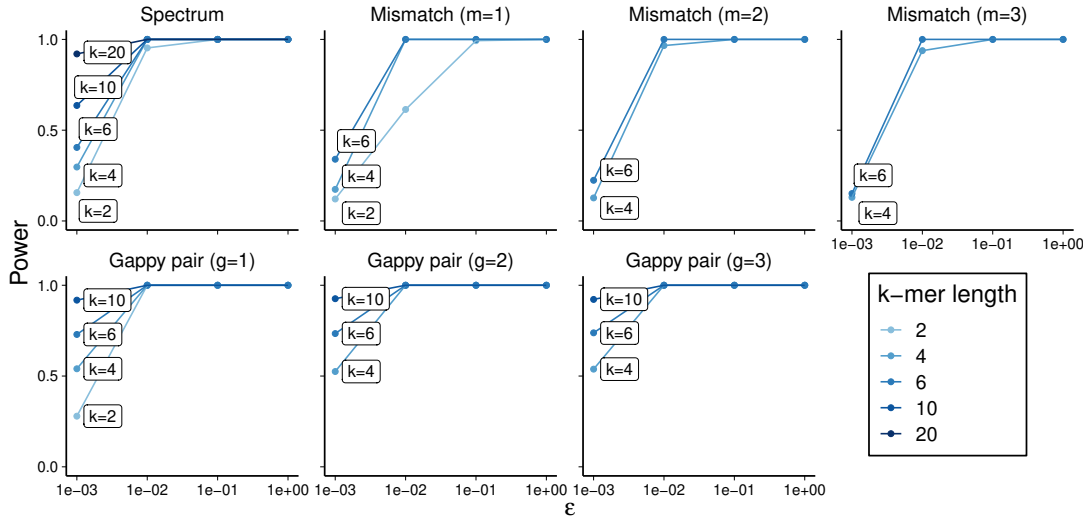 Spectrum
Mismatch (m=1)
Mismatch (m=2)
Mismatch (m=3)
1.0
0.5
0.0
k=20
k=10
k=6
k=4
k=2
k=6
k=4
k=2
k=6
k=4
k=6
k=4
1e−03 1e−02 1e−01 1e+00
Power
Gappy pair (g=1)
Gappy pair (g=2)
Gappy pair (g=3)
1.0
0.5
0.0
k=10
k=6
k=4
k=2
k=10
k=6
k=4
k=10
k=6
k=4
1e−03 1e−02 1e−01 1e+00
1e−03 1e−02 1e−01 1e+00
1e−03 1e−02 1e−01 1e+00
ε
k−mer length
2
4
6
10
20